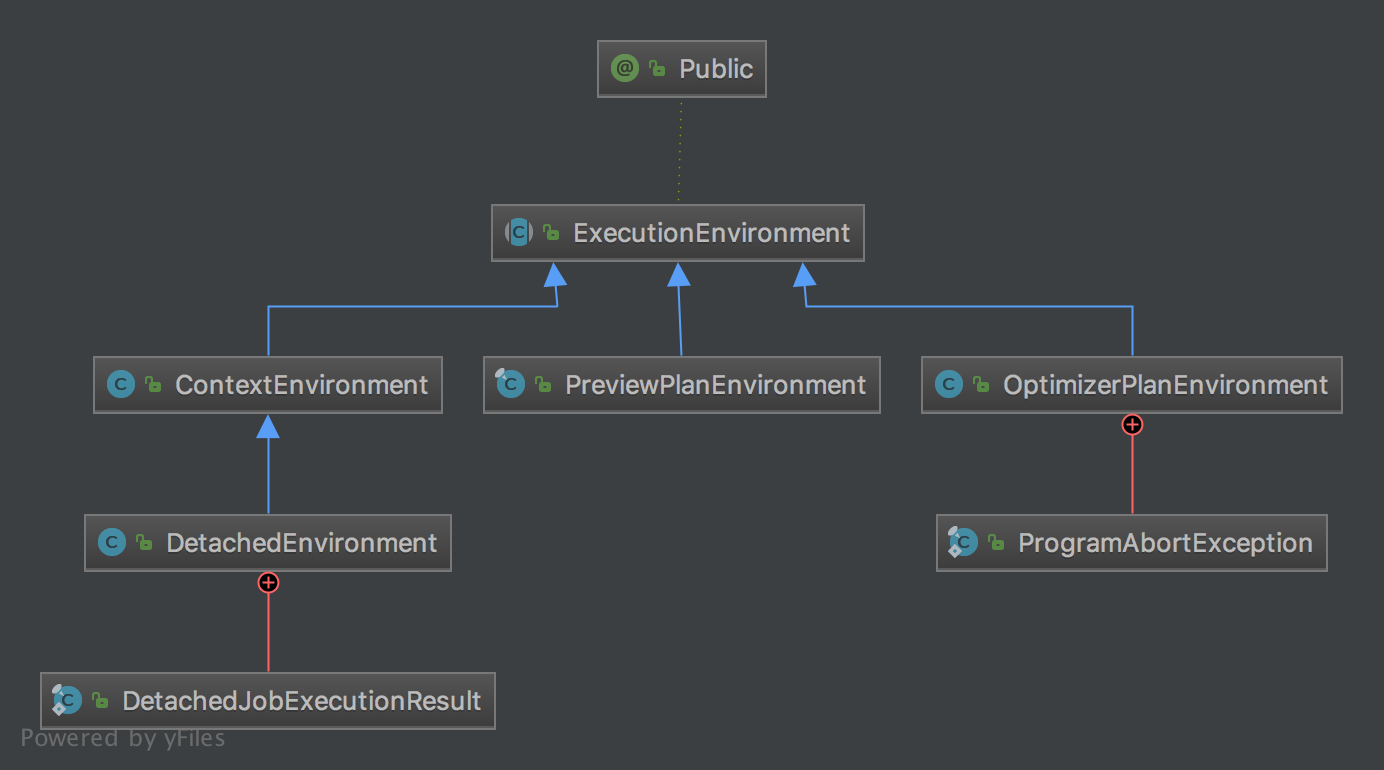 Public
ExecutionEnvironment
ContextEnvironment
PreviewPlanEnvironment
OptimizerPlanEnvironment
DetachedEnvironment
ProgramAbortException
DetachedJobExecutionResult
Powered by yFiles